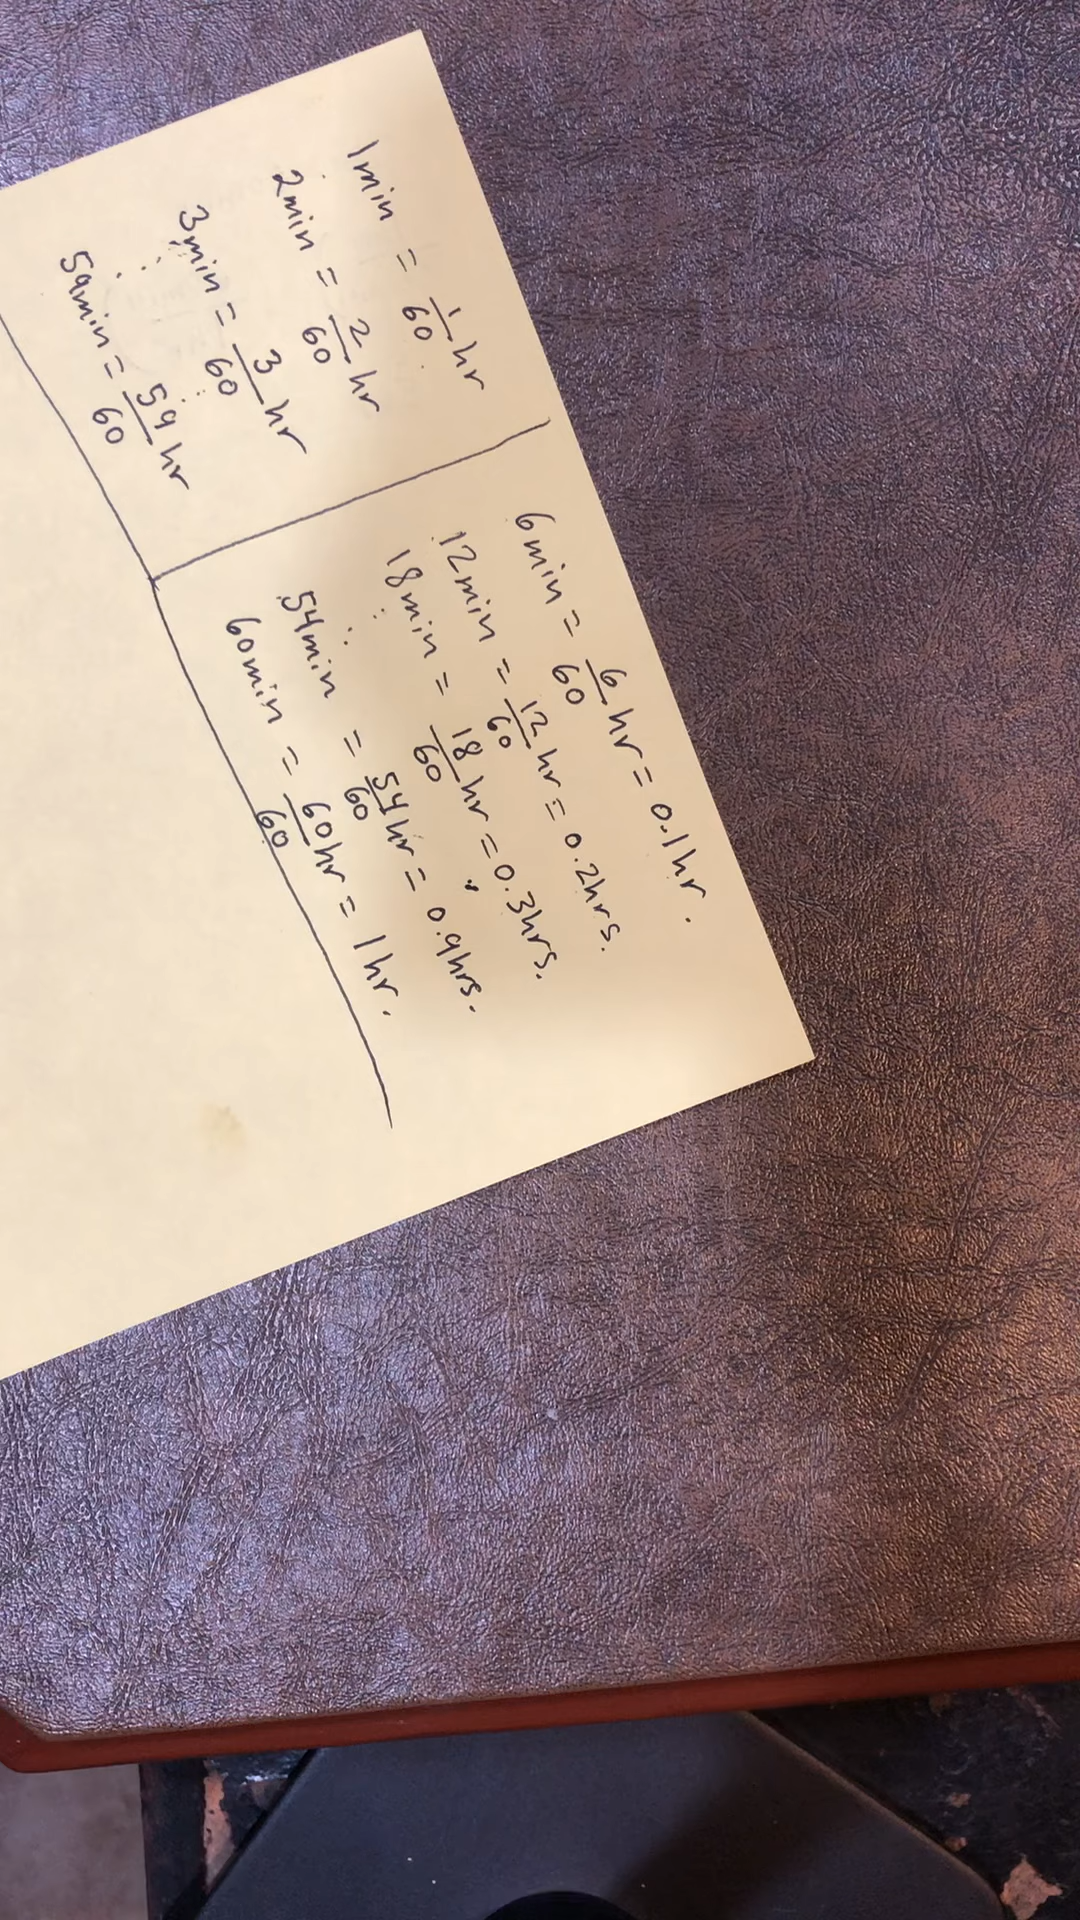 1min = 1/60 hr
2min = 2/60 hr
3min = 3/60 hr
⋮ ⋮
59min = 59/60 hr
6min = 6/60 hr = 0.1hr.
12min = 12/60 hr = 0.2hrs.
18min = 18/60 hr = 0.3hrs.
⋮
54min = 54/60 hr = 0.9hrs.
60min = 60/60 hr = 1hr.